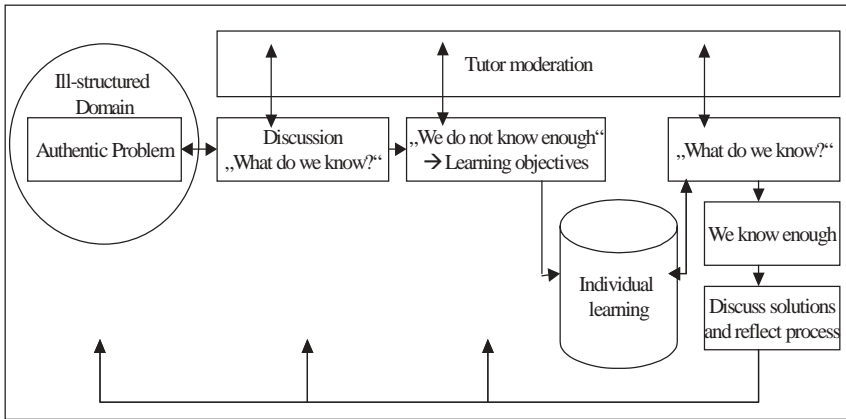 Tutor moderation
Ill-structured
Domain
Authentic Problem
Discussion
„What do we know?“
„We do not know enough“
→ Learning objectives
„What do we know?“
We know enough
Individual
learning
Discuss solutions
and reflect process